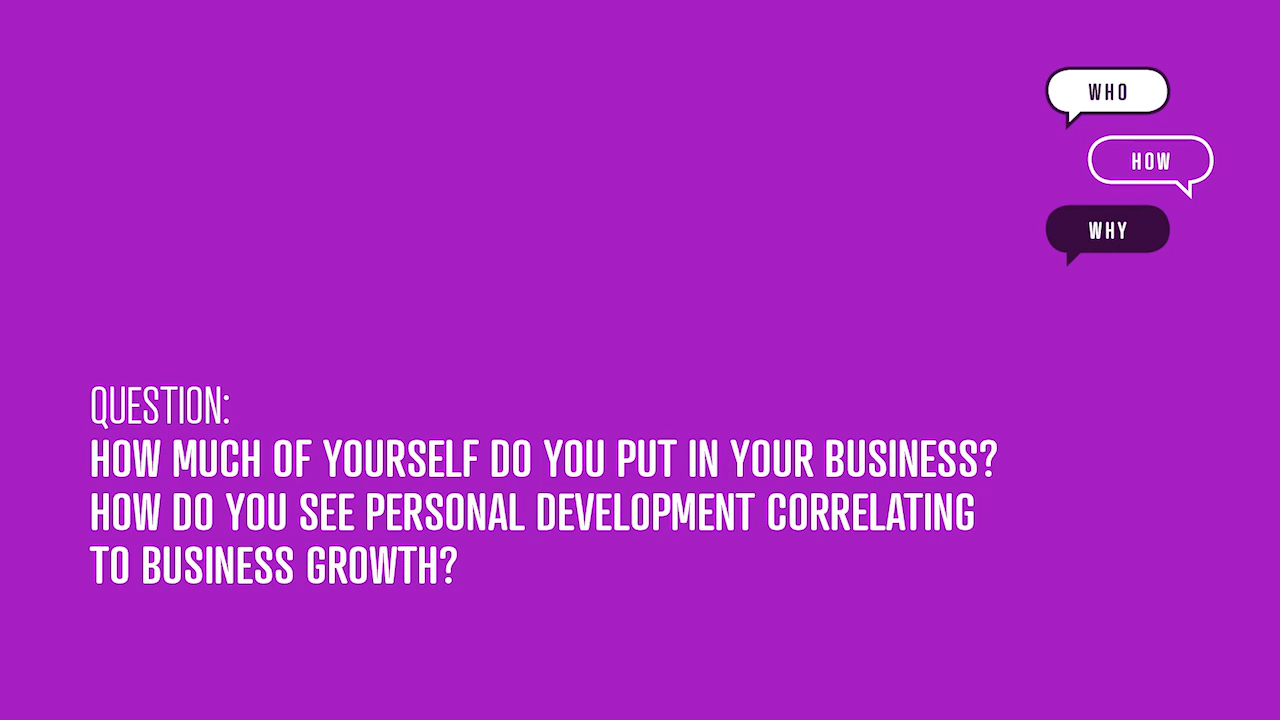 WHO
HOW
WHY
QUESTION:
HOW MUCH OF YOURSELF DO YOU PUT IN YOUR BUSINESS?
HOW DO YOU SEE PERSONAL DEVELOPMENT CORRELATING
TO BUSINESS GROWTH?